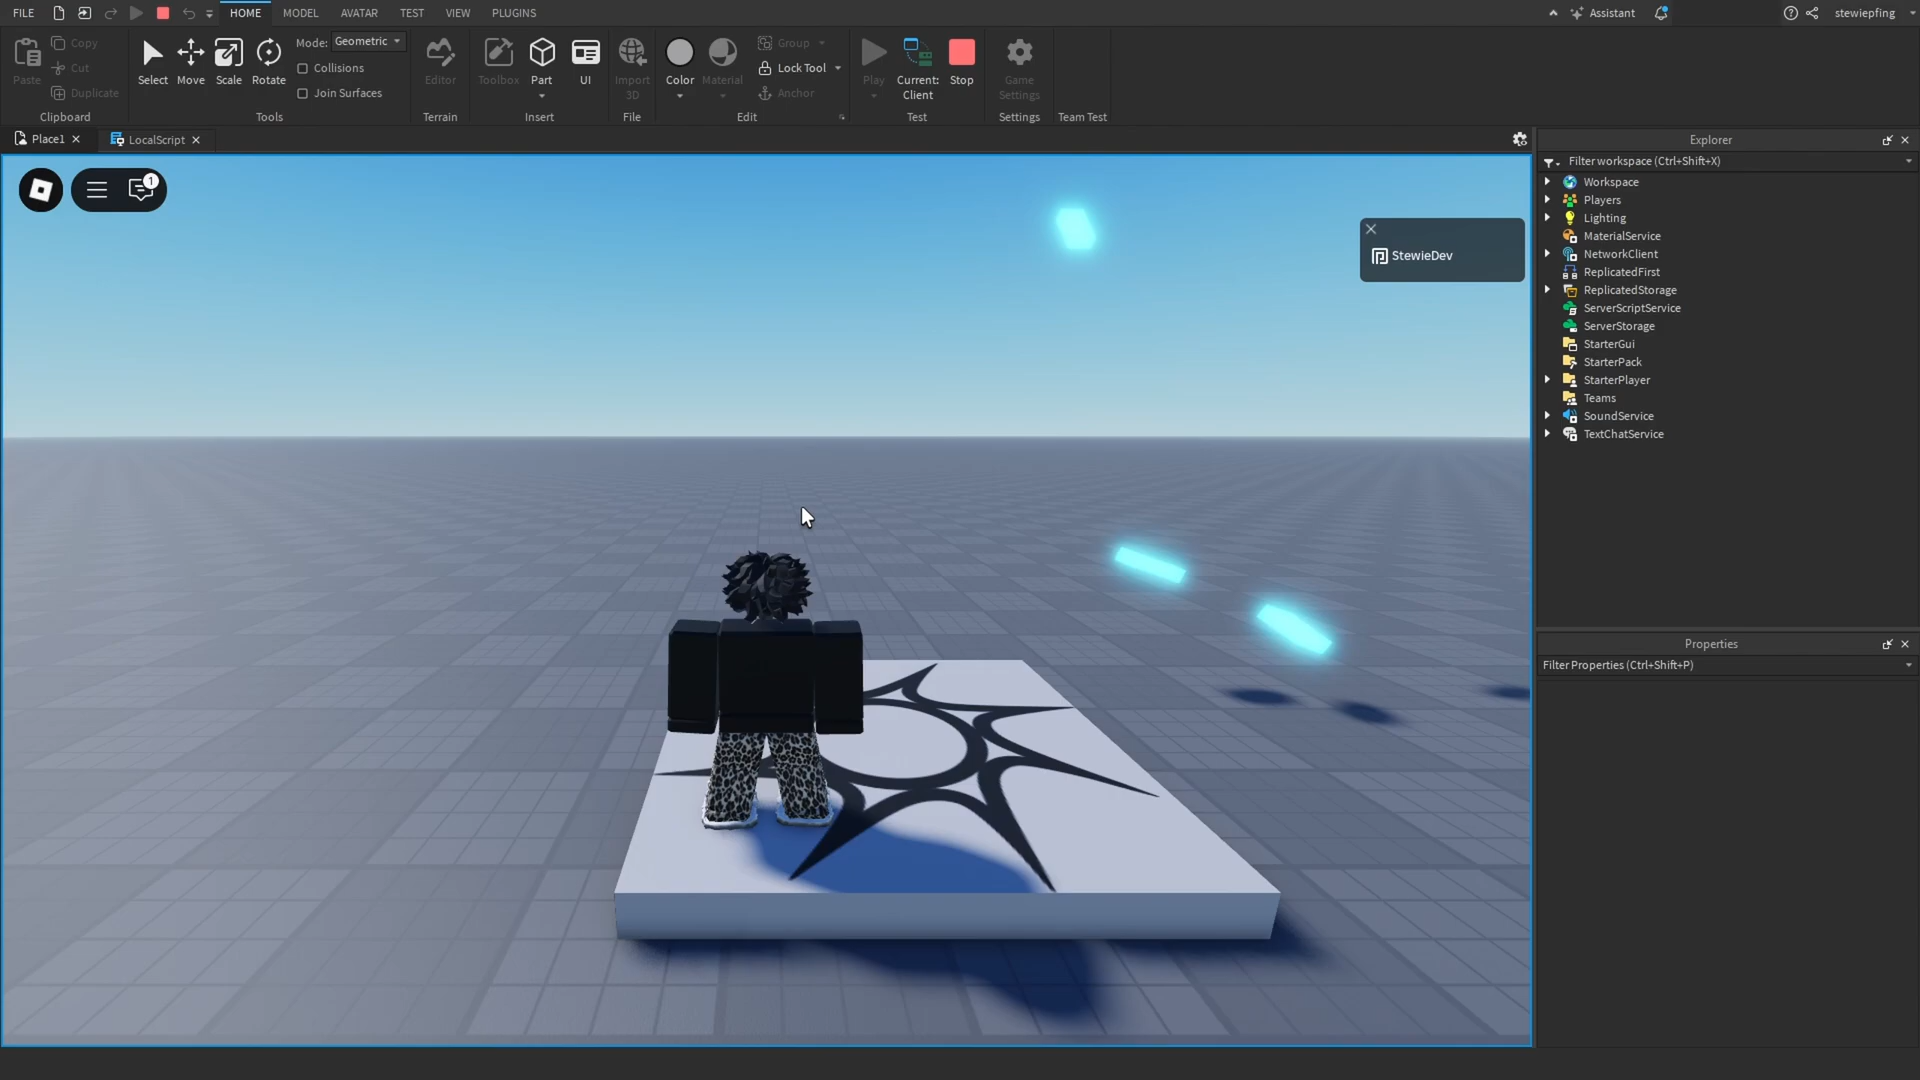 FILE HOME MODEL AVATAR TEST VIEW PLUGINS Assistant stewiepfing
Paste
Copy
Cut
Duplicate
Select Move Scale Rotate
Mode: Geometric
Collisions
Join Surfaces
Editor
Toolbox Part UI
Import
3D
Color Material
Group
Lock Tool
Anchor
Play
Current:
Client
Stop
Game
Settings
Clipboard Tools Terrain Insert File Edit Test Settings Team Test
Place1 LocalScript
1
StewieDev
Explorer
Filter workspace (Ctrl+Shift+X)
Workspace
Players
Lighting
MaterialService
NetworkClient
ReplicatedFirst
ReplicatedStorage
ServerScriptService
ServerStorage
StarterGui
StarterPack
StarterPlayer
Teams
SoundService
TextChatService
Properties
Filter Properties (Ctrl+Shift+P)